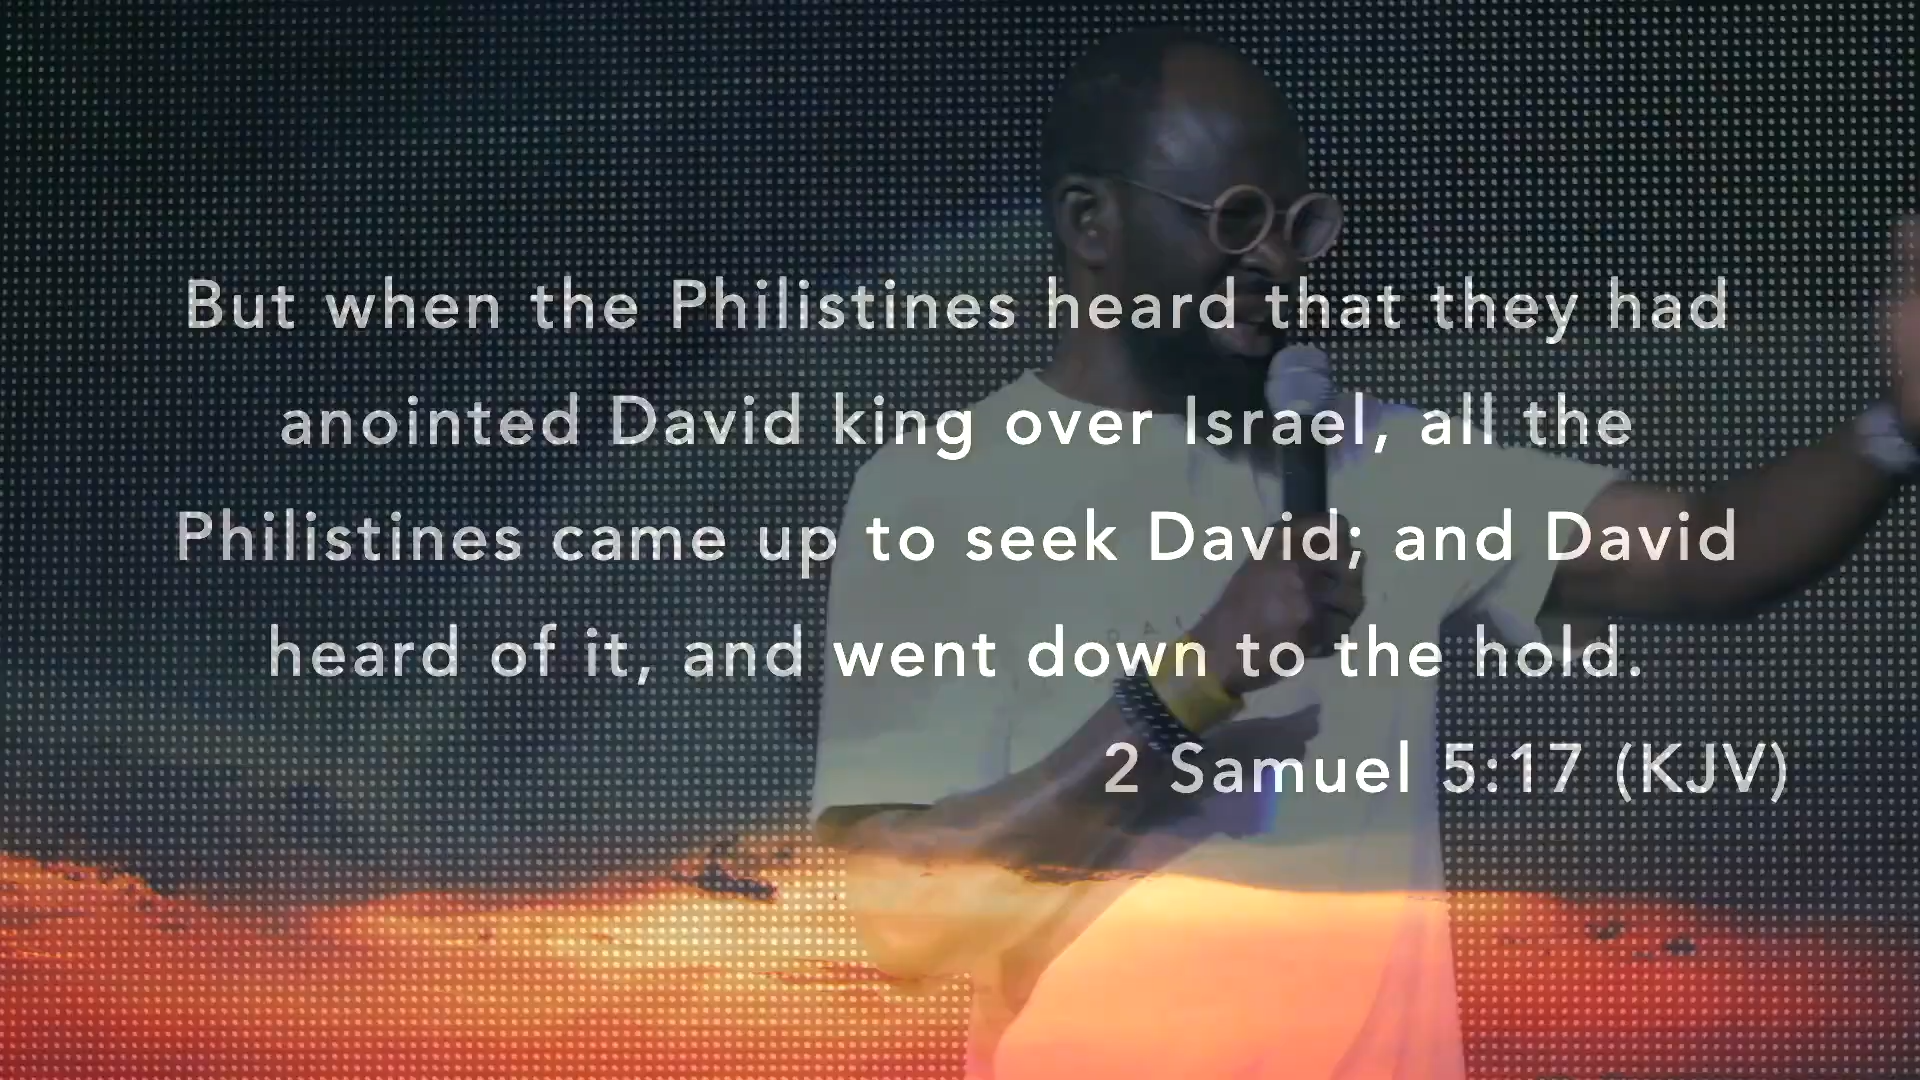 But when the Philistines heard that they had
anointed David king over Israel, all the
Philistines came up to seek David; and David
heard of it, and went down to the hold.
2 Samuel 5:17 (KJV)